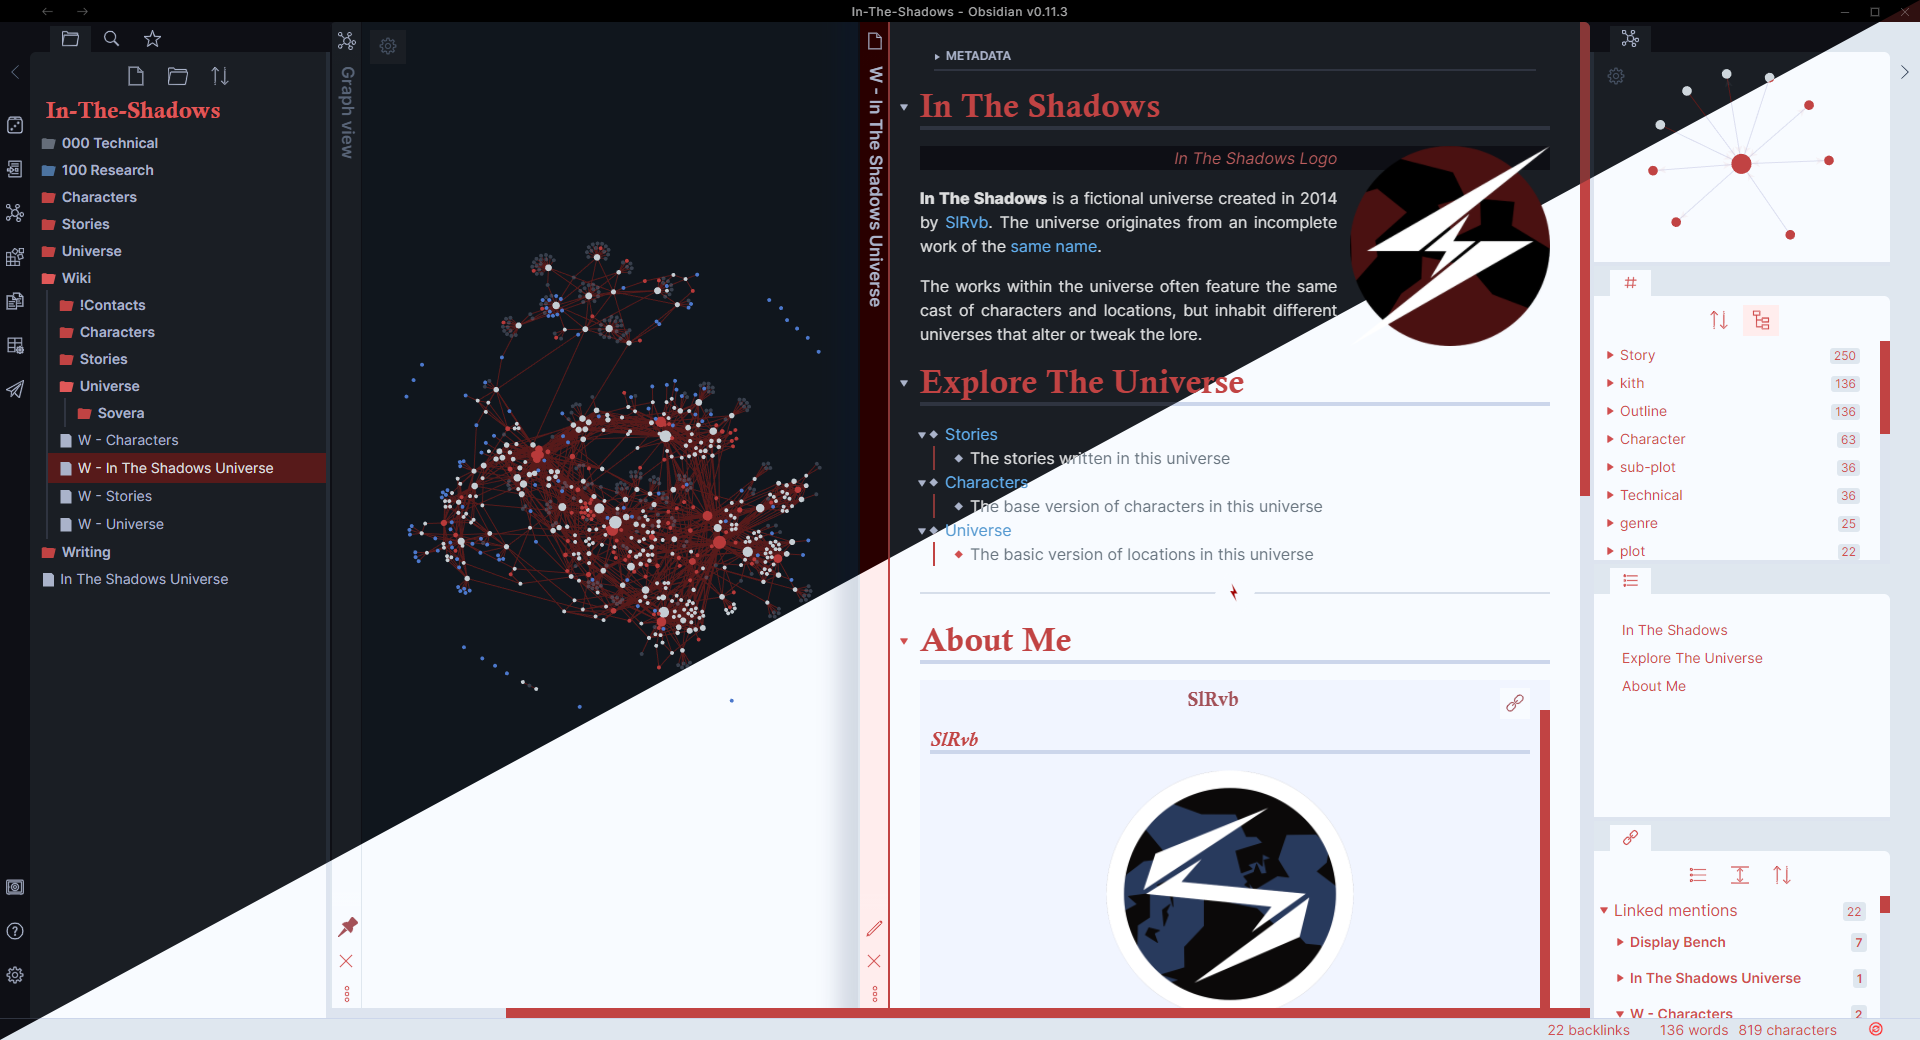 In-The-Shadows - Obsidian v0.11.3
In-The-Shadows
000 Technical
100 Research
Characters
Stories
Universe
Wiki
!Contacts
Characters
Stories
Universe
Sovera
W - Characters
W - In The Shadows Universe
W - Stories
W - Universe
Writing
In The Shadows Universe
Graph view
W - In The Shadows Universe
METADATA
In The Shadows
In The Shadows Logo
In The Shadows is a fictional universe created in 2014
by SlRvb. The universe originates from an incomplete
work of the same name.
The works within the universe often feature the same
cast of characters and locations, but inhabit different
universes that alter or tweak the lore.
Explore The Universe
Stories
The stories written in this universe
Characters
The base version of characters in this universe
Universe
The basic version of locations in this universe
About Me
SlRvb
SlRvb
#
Story 250
kith 136
Outline 136
Character 63
sub-plot 36
Technical 36
genre 25
plot 22
In The Shadows
Explore The Universe
About Me
Linked mentions 22
Display Bench 7
In The Shadows Universe 1
W - Characters 2
22 backlinks 136 words 819 characters